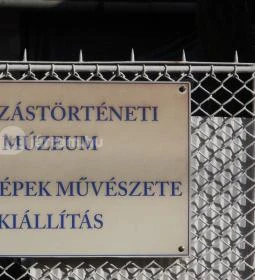 ZÁSTÖRTÉNETI
MÚZEUM
ÉPEK MŰVÉSZETE
KIÁLLÍTÁS